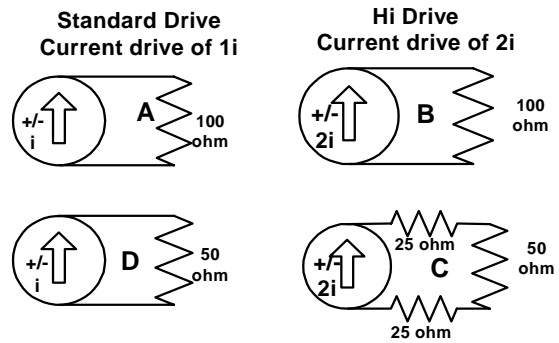 Standard Drive
Current drive of 1i
Hi Drive
Current drive of 2i
+/-
i
A
100
ohm
+/-
2i
B
100
ohm
+/-
i
D
50
ohm
+/-
2i
25 ohm
C
50
ohm
25 ohm